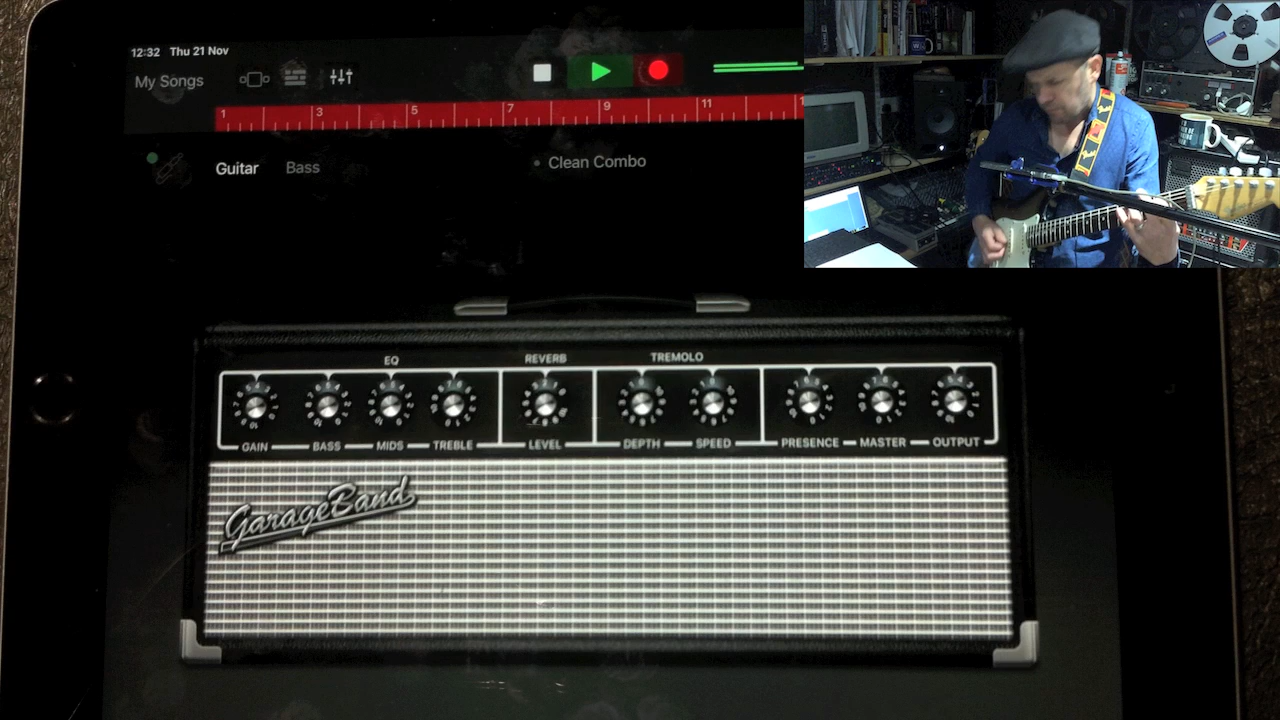 12:32 Thu 21 Nov
My Songs
1 3 5 7 9 11
Guitar Bass
Clean Combo
EQ REVERB TREMOLO
GAIN BASS MIDS TREBLE LEVEL DEPTH SPEED PRESENCE MASTER OUTPUT
GarageBand